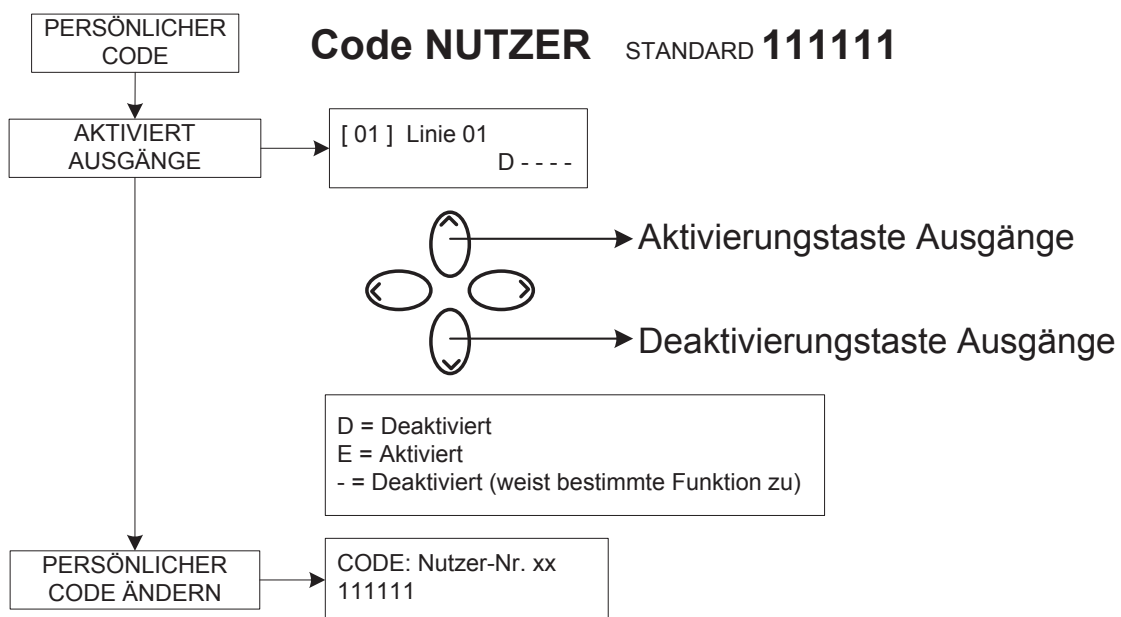 PERSÖNLICHER
CODE
Code NUTZER STANDARD 111111
AKTIVIERT
AUSGÄNGE
[ 01 ] Linie 01
D - - - -
Aktivierungstaste Ausgänge
Deaktivierungstaste Ausgänge
D = Deaktiviert
E = Aktiviert
- = Deaktiviert (weist bestimmte Funktion zu)
PERSÖNLICHER
CODE ÄNDERN
CODE: Nutzer-Nr. xx
111111